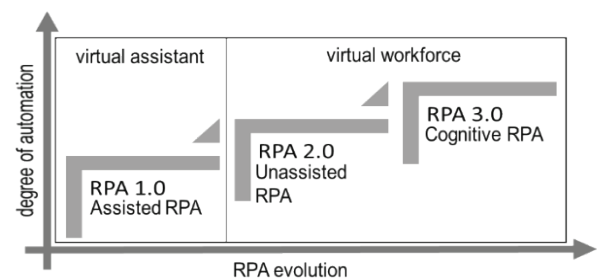 virtual assistant
virtual workforce
degree of automation
RPA 1.0
Assisted RPA
RPA 2.0
Unassisted
RPA
RPA 3.0
Cognitive RPA
RPA evolution